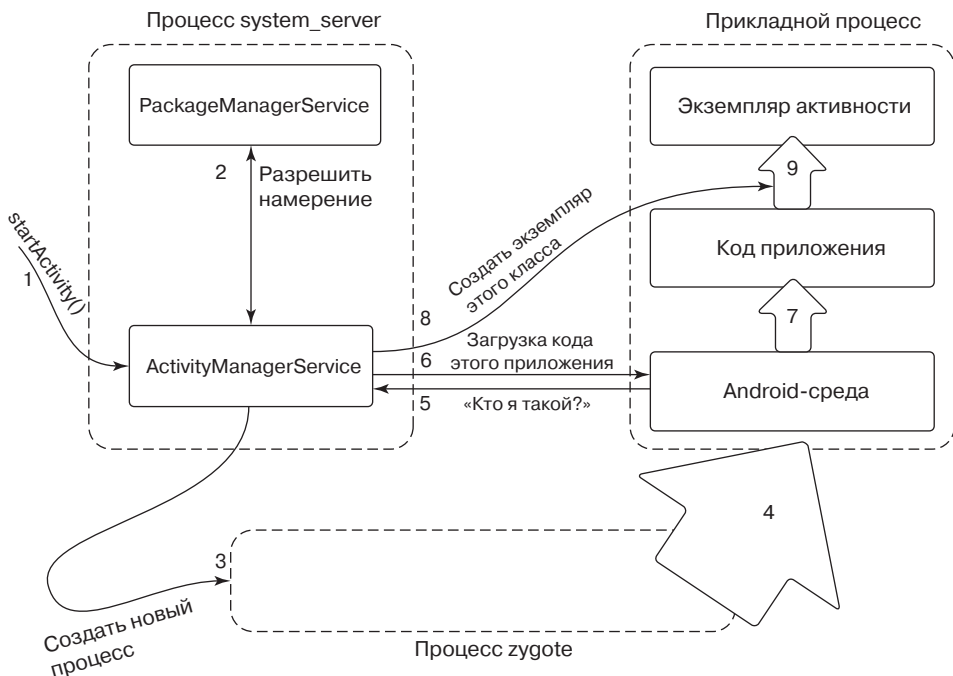 Процесс system_server
Прикладной процесс
PackageManagerService
Экземпляр активности
2
Разрешить
намерение
9
startActivity()
1
Создать экземпляр
этого класса
Код приложения
8
7
Загрузка кода
6
этого приложения
ActivityManagerService
Android-среда
5
«Кто я такой?»
4
3
Создать новый
процесс
Процесс zygote